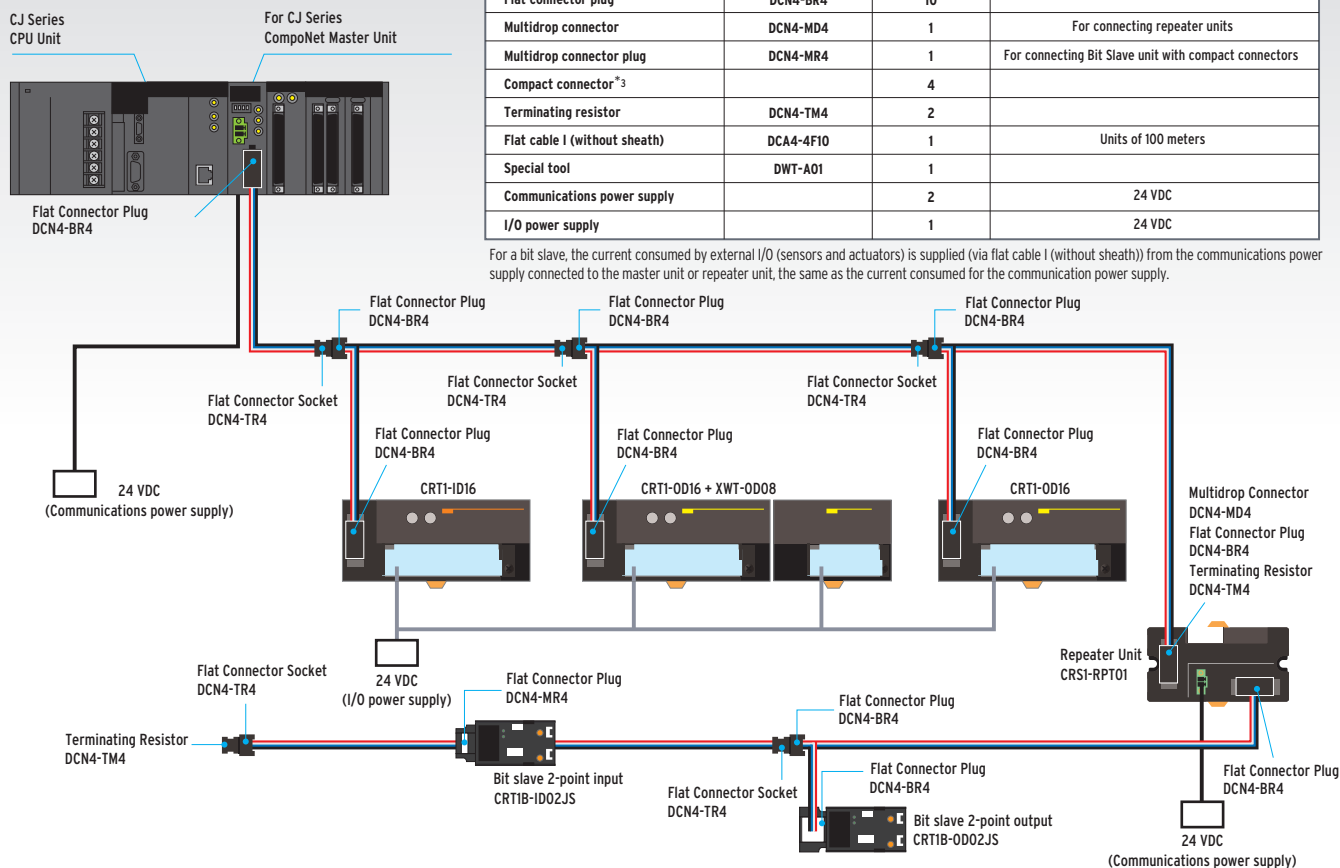 CJ Series
CPU Unit
For CJ Series
CompoNet Master Unit
Flat connector plug DCN4-BR4 10
Multidrop connector DCN4-MD4 1 For connecting repeater units
Multidrop connector plug DCN4-MR4 1 For connecting Bit Slave unit with compact connectors
Compact connector*3 4
Terminating resistor DCN4-TM4 2
Flat cable I (without sheath) DCA4-4F10 1 Units of 100 meters
Special tool DWT-A01 1
Communications power supply 2 24 VDC
I/O power supply 1 24 VDC
For a bit slave, the current consumed by external I/O (sensors and actuators) is supplied (via flat cable I (without sheath)) from the communications power
supply connected to the master unit or repeater unit, the same as the current consumed for the communication power supply.
Flat Connector Plug
DCN4-BR4
Flat Connector Plug
DCN4-BR4
Flat Connector Plug
DCN4-BR4
Flat Connector Plug
DCN4-BR4
Flat Connector Socket
DCN4-TR4
Flat Connector Socket
DCN4-TR4
Flat Connector Socket
DCN4-TR4
Flat Connector Plug
DCN4-BR4
Flat Connector Plug
DCN4-BR4
Flat Connector Plug
DCN4-BR4
24 VDC
(Communications power supply)
CRT1-ID16
CRT1-OD16 + XWT-OD08
CRT1-OD16
Multidrop Connector
DCN4-MD4
Flat Connector Plug
DCN4-BR4
Terminating Resistor
DCN4-TM4
Repeater Unit
CRS1-RPT01
24 VDC
(I/O power supply)
Flat Connector Socket
DCN4-TR4
Flat Connector Plug
DCN4-MR4
Flat Connector Plug
DCN4-BR4
Terminating Resistor
DCN4-TM4
Bit slave 2-point input
CRT1B-ID02JS
Flat Connector Socket
DCN4-TR4
Flat Connector Plug
DCN4-BR4
Flat Connector Plug
DCN4-BR4
Bit slave 2-point output
CRT1B-OD02JS
24 VDC
(Communications power supply)